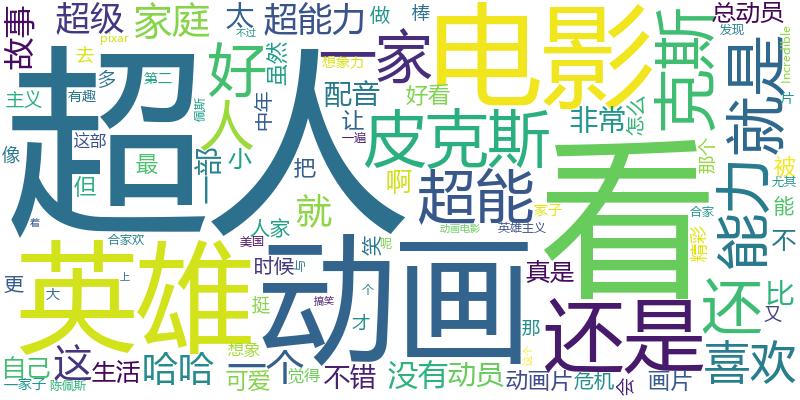 超人
看
动画
英雄
电影
还是
皮克斯
就是
能力
超能
克斯
一家
好
人
喜欢
还
一个
哈哈
这
就
故事
超级
家庭
太
超能力
做
棒
总动员
发现
incredible
片
pixar
不过
去
多
第二
虽然
想象力
主义
有趣
佩斯
中年
配音
好看
非常
怎么
像
这部
最
一部
小
让
一遍
把
那个
被
尤其
但
啊
能
着
合家欢
人家
美国
笑
呢
家子
动画电影
英雄主义
合家
精彩
不
更
大
上
时候
挺
个
搞笑
才
真是
那
比
又
自己
生活
想象
可爱
觉得
不错
没有
动员
这个
动画片
危机
会
画片
一家子
陈佩斯